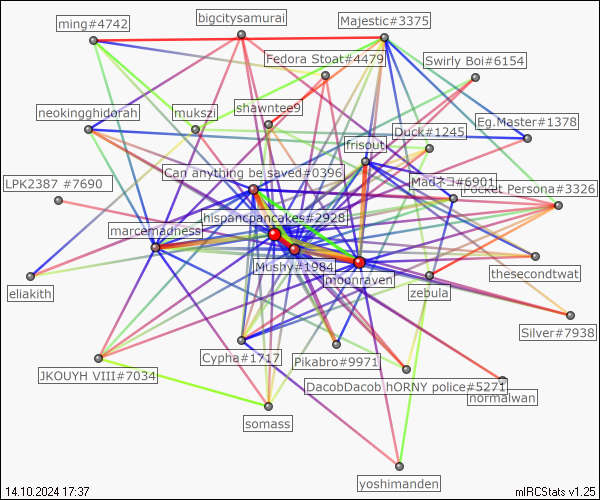 bigcitysamurai
ming#4742
Majestic#3375
Fedora Stoat#4479
Swirly Boi#6154
neokingghidorah
mukszi
shawntee9
Eg.Master#1378
Duck#1245
frisout
Can anything be saved#0396
LPK2387 #7690
Madネコ#6901
Pocket Persona#3326
hispancpancakes#2928
marcemadness
Mushy#1984
moonraven
thesecondtwat
eliakith
zebula
Silver#7938
Cypha#1717
Pikabro#9971
JKOUYH VIII#7034
DacobDacob hORNY police#5271
normalwan
somass
yoshimanden
14.10.2024 17:37
mIRCStats v1.25